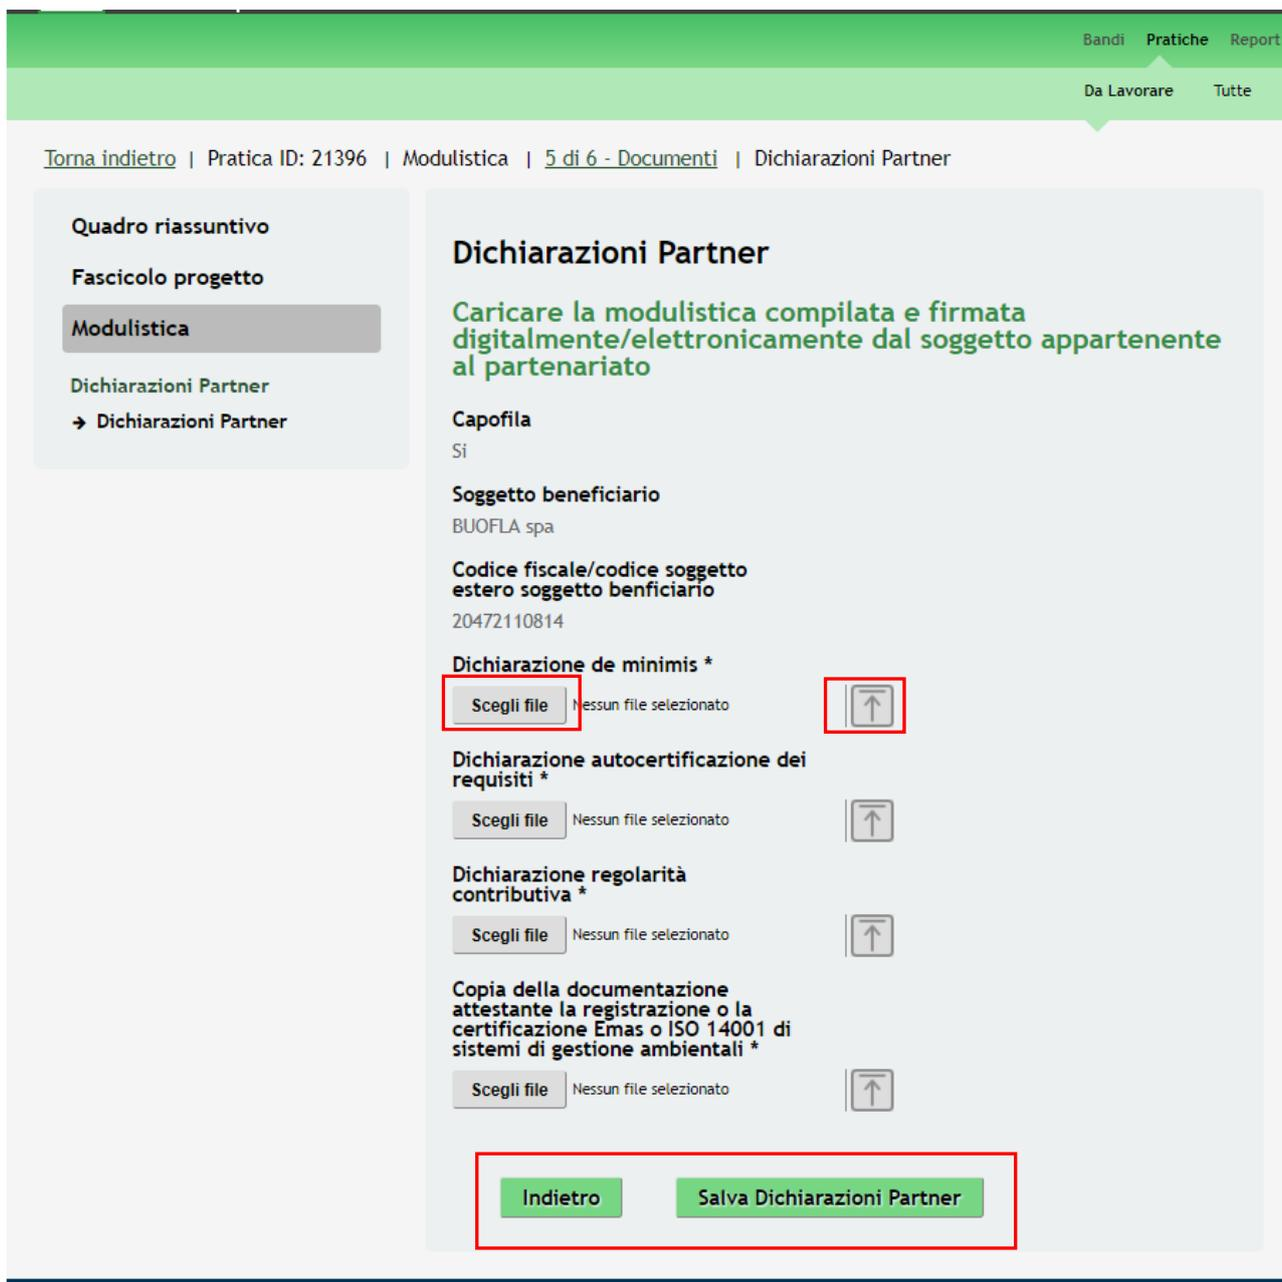 Bandi Pratiche Report
Da Lavorare Tutte
Torna indietro | Pratica ID: 21396 | Modulistica | 5 di 6 - Documenti | Dichiarazioni Partner
Quadro riassuntivo
Fascicolo progetto
Modulistica
Dichiarazioni Partner
→ Dichiarazioni Partner
Dichiarazioni Partner
Caricare la modulistica compilata e firmata
digitalmente/elettronicamente dal soggetto appartenente
al partenariato
Capofila
Si
Soggetto beneficiario
BUOFLA spa
Codice fiscale/codice soggetto
estero soggetto benficiario
20472110814
Dichiarazione de minimis *
Scegli file Nessun file selezionato
Dichiarazione autocertificazione dei
requisiti *
Scegli file Nessun file selezionato
Dichiarazione regolarità
contributiva *
Scegli file Nessun file selezionato
Copia della documentazione
attestante la registrazione o la
certificazione Emas o ISO 14001 di
sistemi di gestione ambientali *
Scegli file Nessun file selezionato
Indietro Salva Dichiarazioni Partner